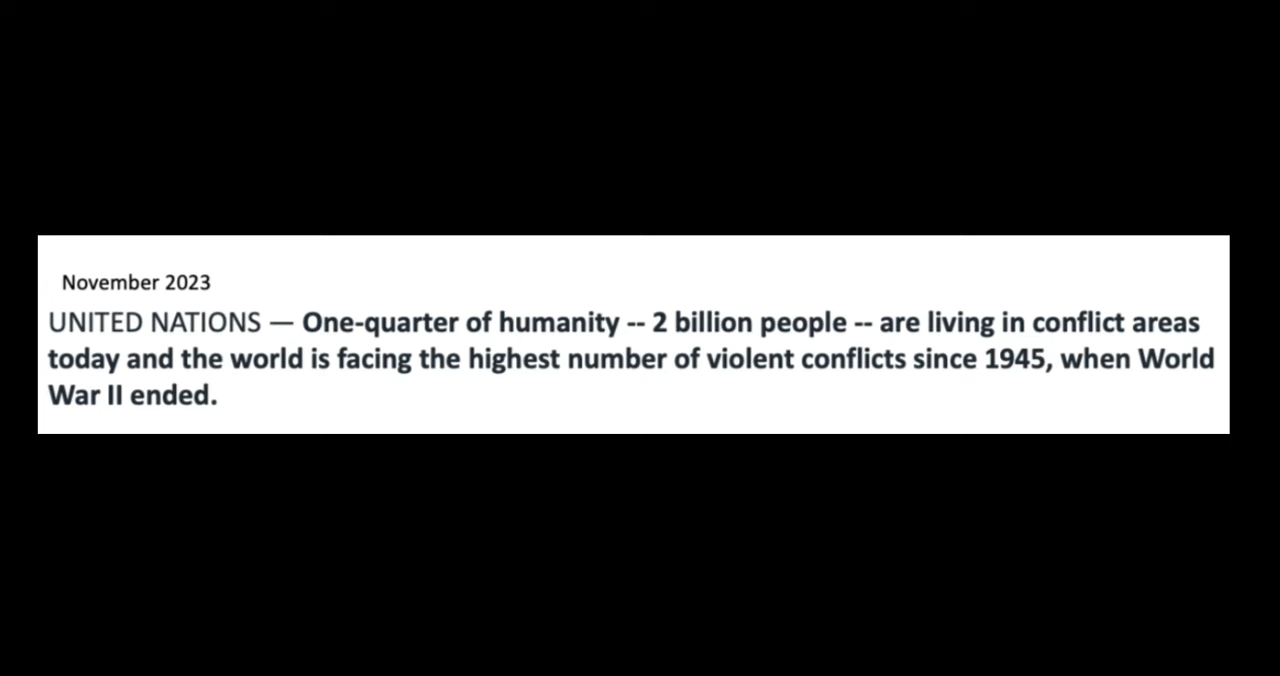 November 2023
UNITED NATIONS — One-quarter of humanity -- 2 billion people -- are living in conflict areas
today and the world is facing the highest number of violent conflicts since 1945, when World
War II ended.